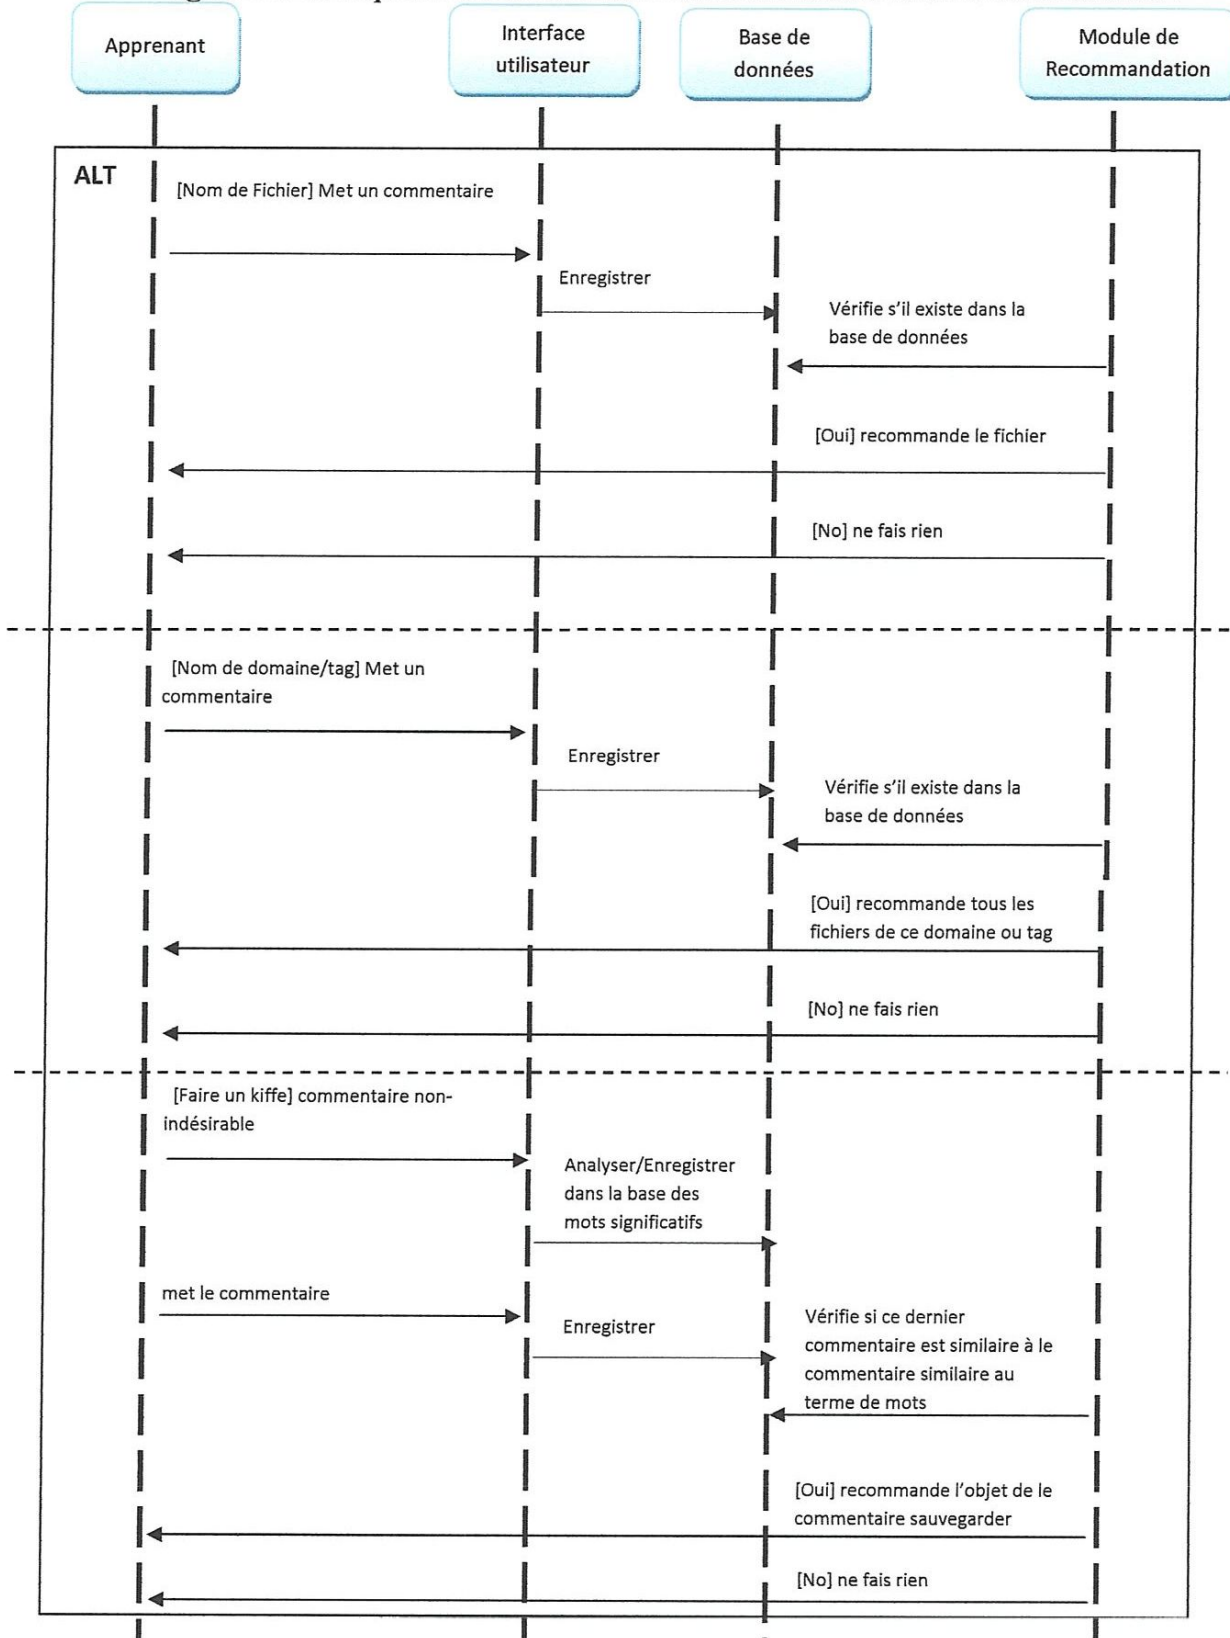 Apprenant
Interface
utilisateur
Base de
données
Module de
Recommandation
ALT
[Nom de Fichier] Met un commentaire
Enregistrer
Vérifie s'il existe dans la
base de données
[Oui] recommande le fichier
[No] ne fais rien
[Nom de domaine/tag] Met un
commentaire
Enregistrer
Vérifie s'il existe dans la
base de données
[Oui] recommande tous les
fichiers de ce domaine ou tag
[No] ne fais rien
[Faire un kiffe] commentaire non-
indésirable
Analyser/Enregistrer
dans la base des
mots significatifs
met le commentaire
Enregistrer
Vérifie si ce dernier
commentaire est similaire à le
commentaire similaire au
terme de mots
[Oui] recommande l'objet de le
commentaire sauvegarder
[No] ne fais rien